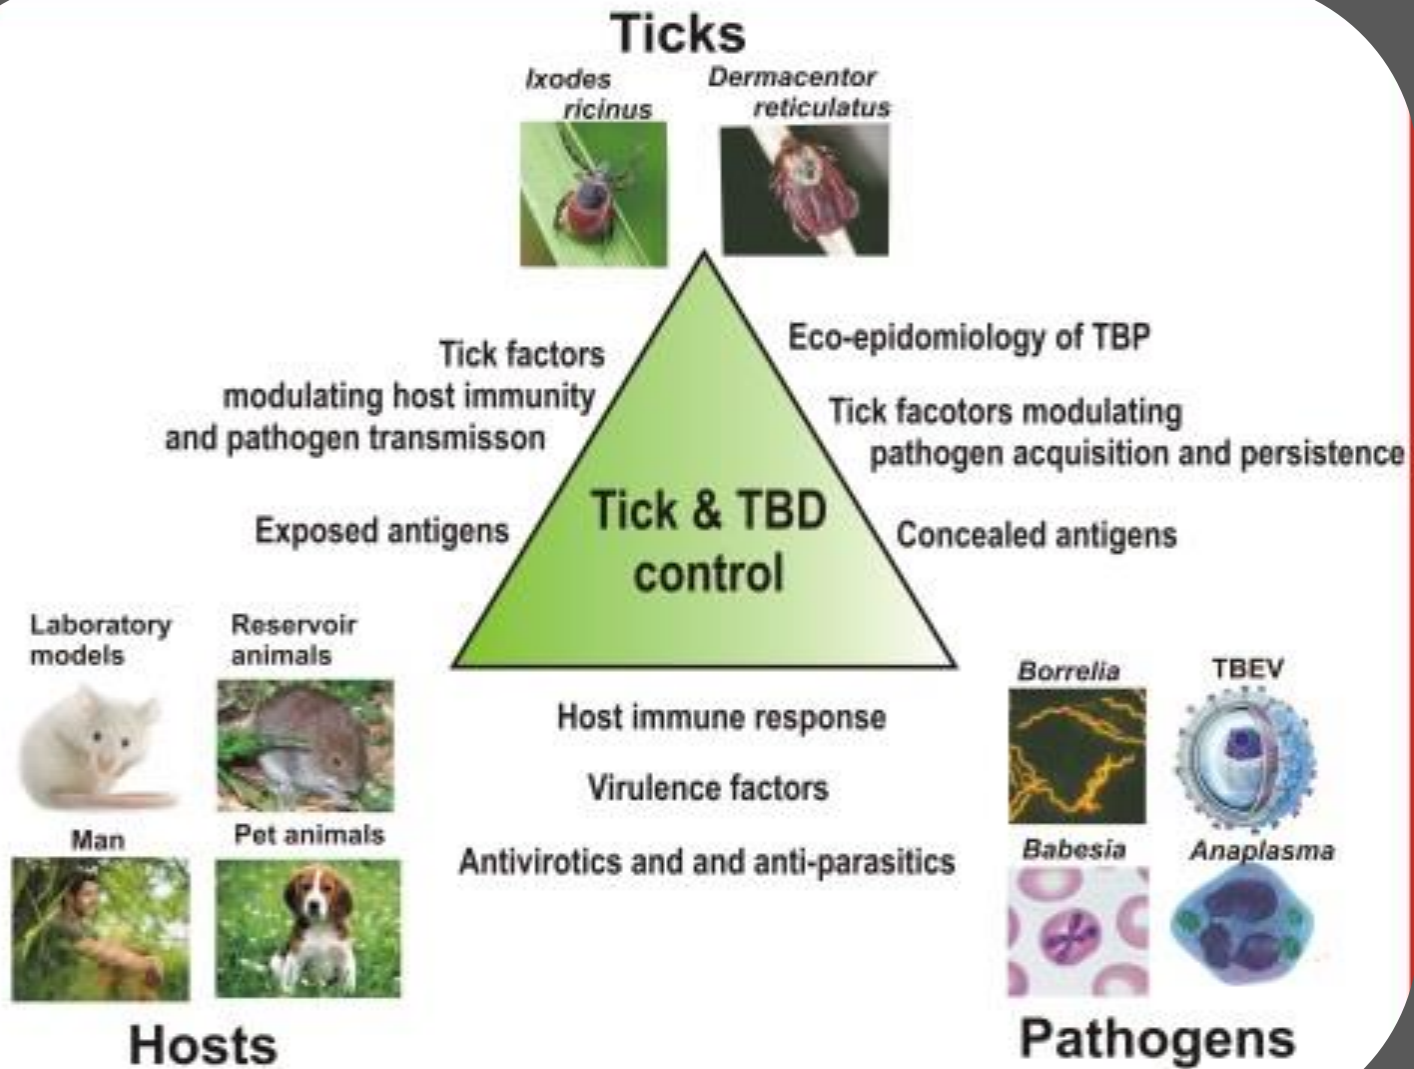 Ticks
Ixodes
ricinus
Dermacentor
reticulatus
Tick factors
modulating host immunity
and pathogen transmisson
Exposed antigens
Eco-epidomiology of TBP
Tick facotors modulating
pathogen acquisition and persistence
Concealed antigens
Tick & TBD
control
Laboratory
models
Reservoir
animals
Man
Pet animals
Hosts
Host immune response
Virulence factors
Antivirotics and and anti-parasitics
Borrelia
TBEV
Babesia
Anaplasma
Pathogens